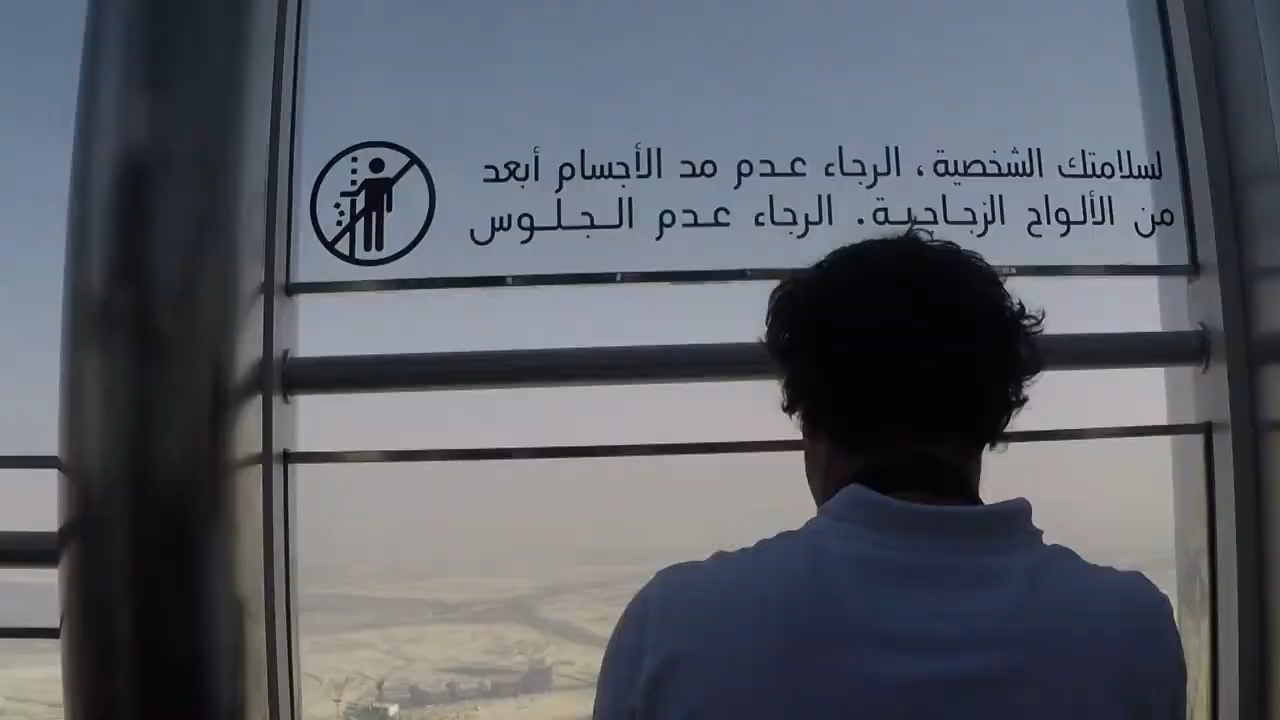 لسلامتك الشخصية، الرجاء عدم مد الأجسام أبعد
من الألواح الزجاجية. الرجاء عدم الجلوس